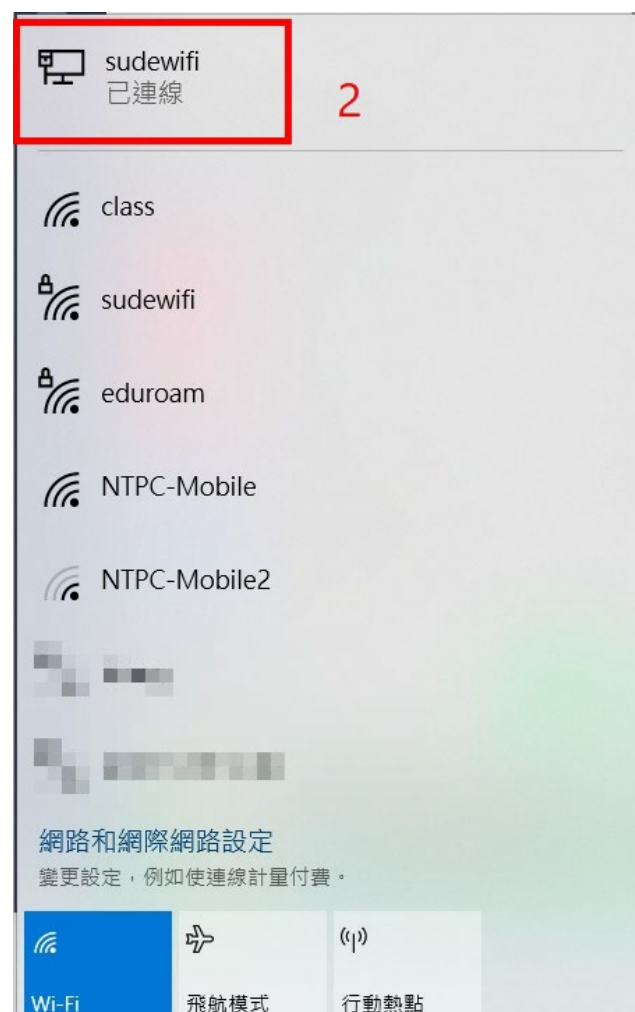 sudewifi
已連線
2
class
sudewifi
eduroam
NTPC-Mobile
NTPC-Mobile2
網路和網際網路設定
變更設定，例如使連線計量付費。
Wi-Fi
飛航模式
行動熱點